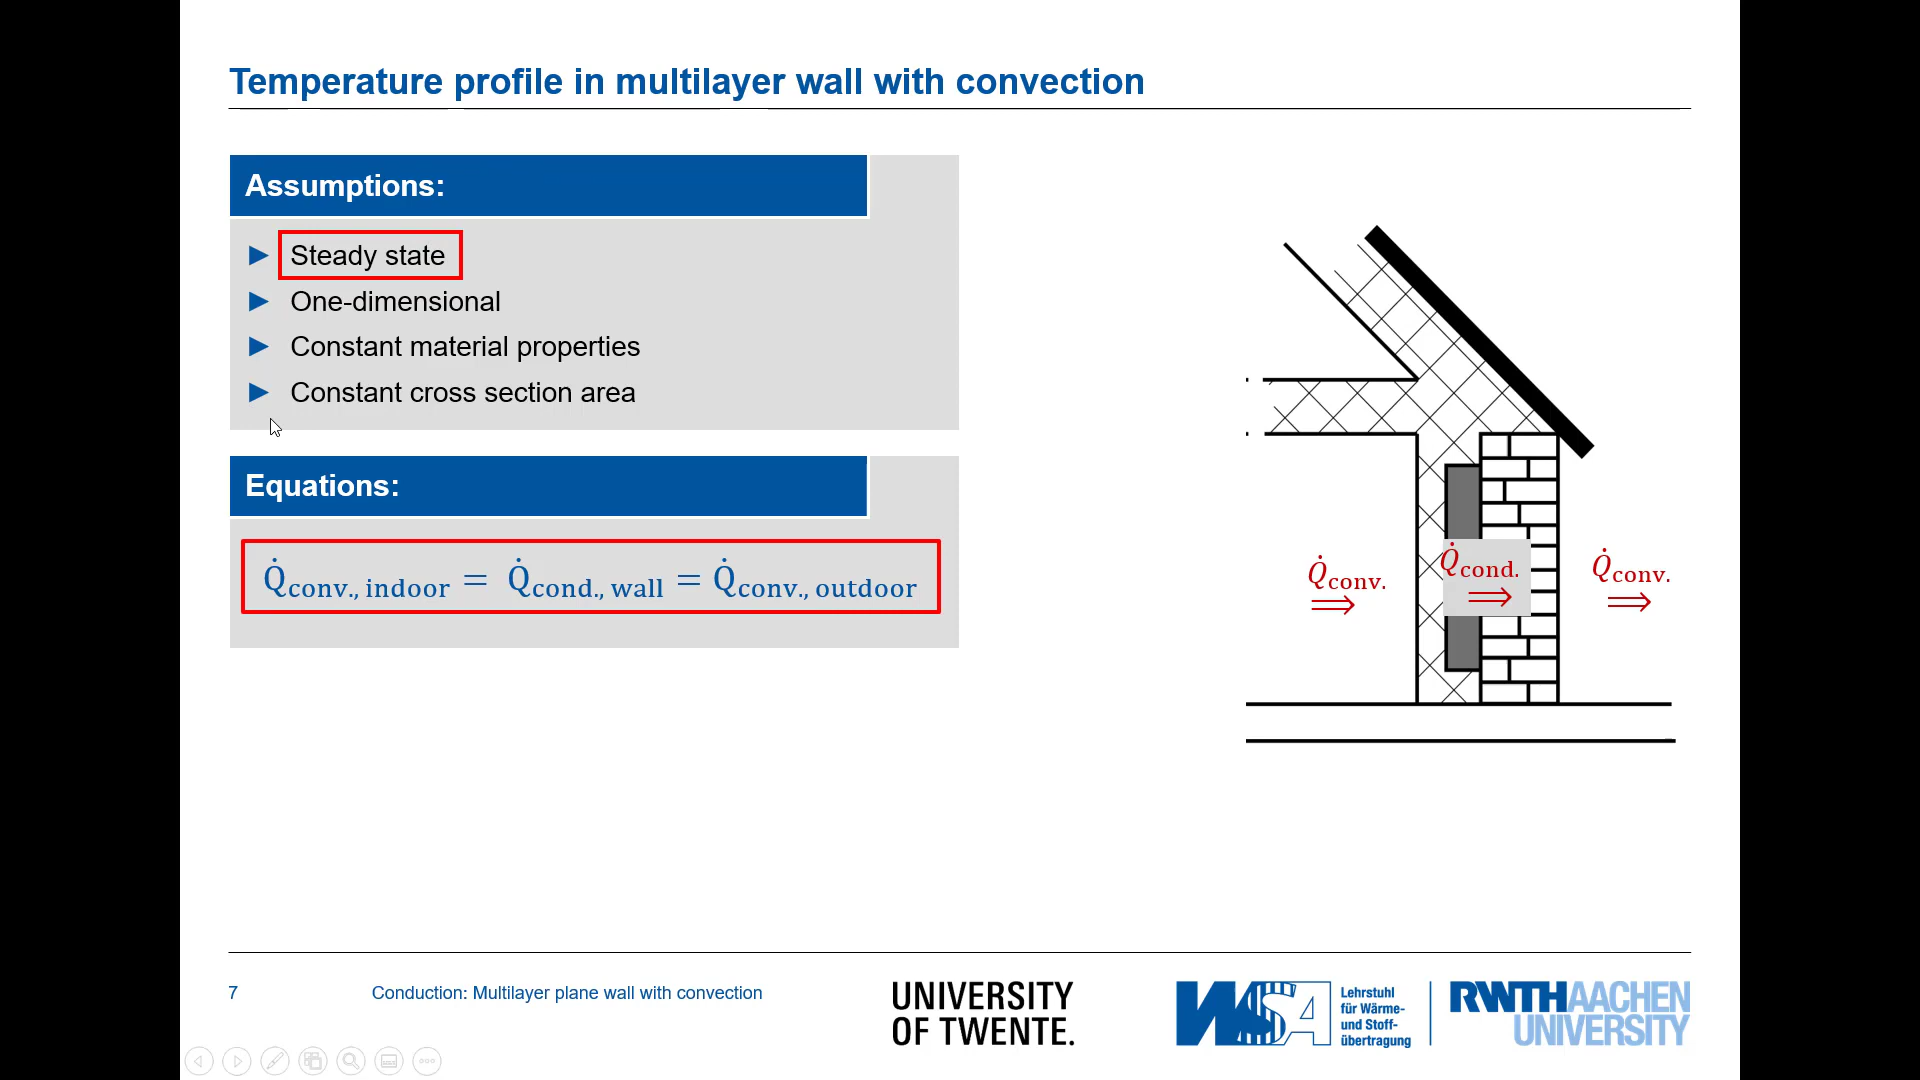 Temperature profile in multilayer wall with convection
Assumptions:
Steady state
One-dimensional
Constant material properties
Constant cross section area
Equations:
Q̇conv., indoor = Q̇cond., wall = Q̇conv., outdoor
Q̇conv.
⇒
Q̇cond.
⇒
Q̇conv.
⇒
7
Conduction: Multilayer plane wall with convection
UNIVERSITY
OF TWENTE.
WSA
Lehrstuhl
für Wärme-
und Stoff-
übertragung
RWTHAACHEN
UNIVERSITY